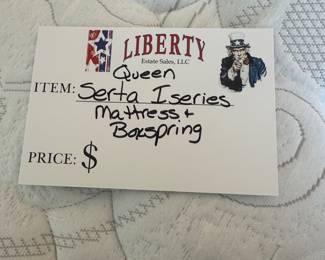 LIBERTY
Estate Sales, LLC
Queen
ITEM: Serta Iseries
Mattress +
Boxspring
PRICE: $